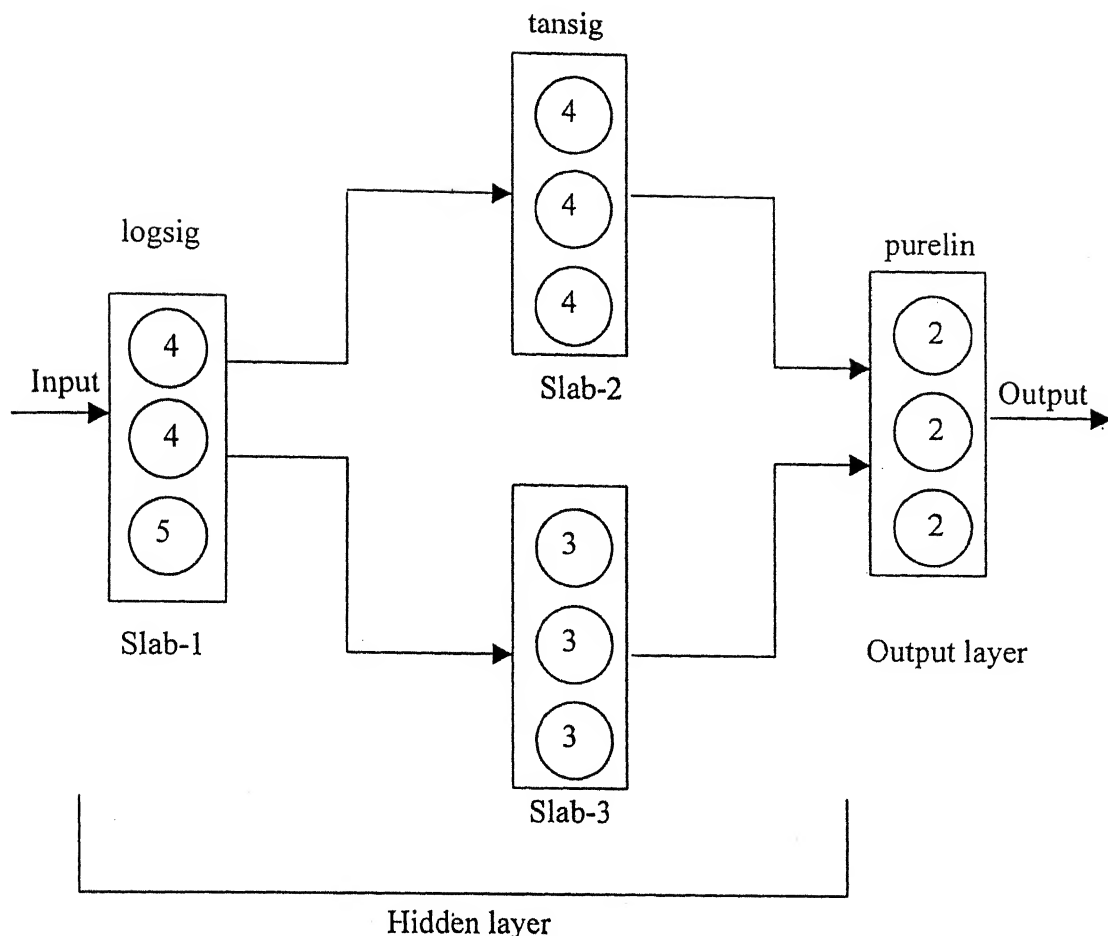 tansig
4
4
4
Slab-2
logsig
4
4
5
Slab-1
Input
purelin
2
2
2
Output
Output layer
3
3
3
Slab-3
Hidden layer